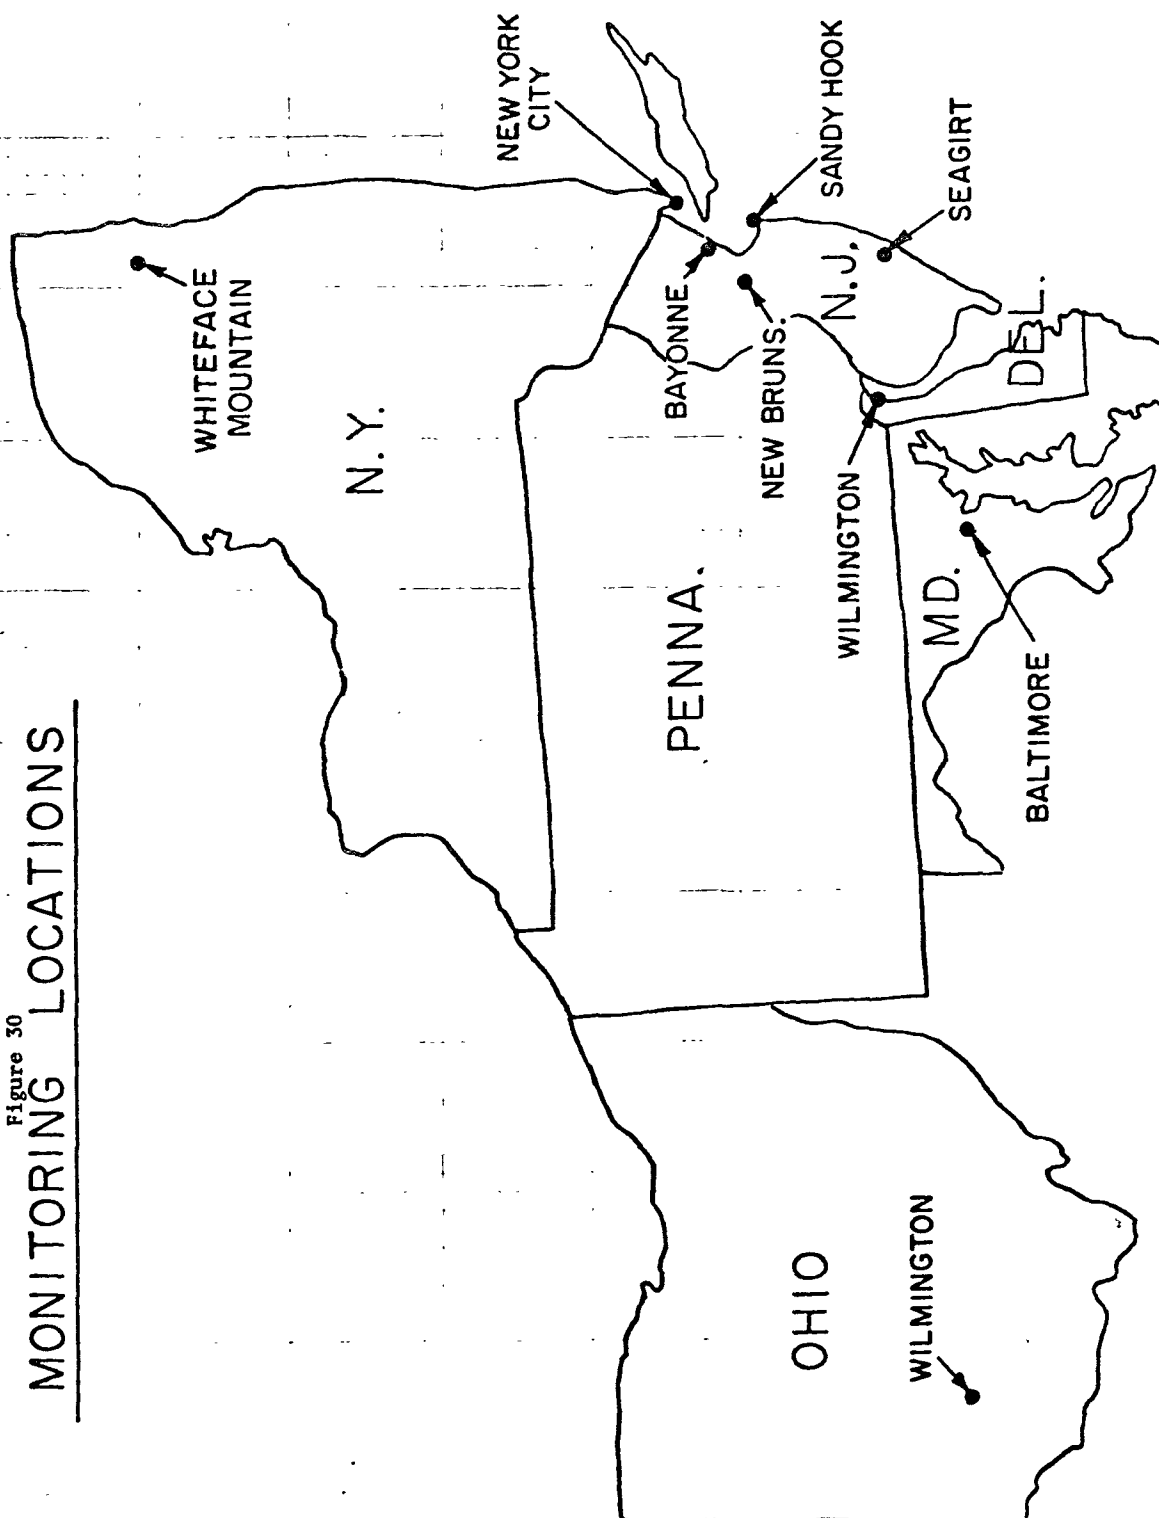 Figure 30
MONITORING LOCATIONS
WHITEFACE
MOUNTAIN
N.Y.
NEW YORK
CITY
SANDY HOOK
SEAGIRT
BAYONNE
NEW BRUNS.
N.J.
PENNA.
WILMINGTON
DEL.
MD.
BALTIMORE
OHIO
WILMINGTON